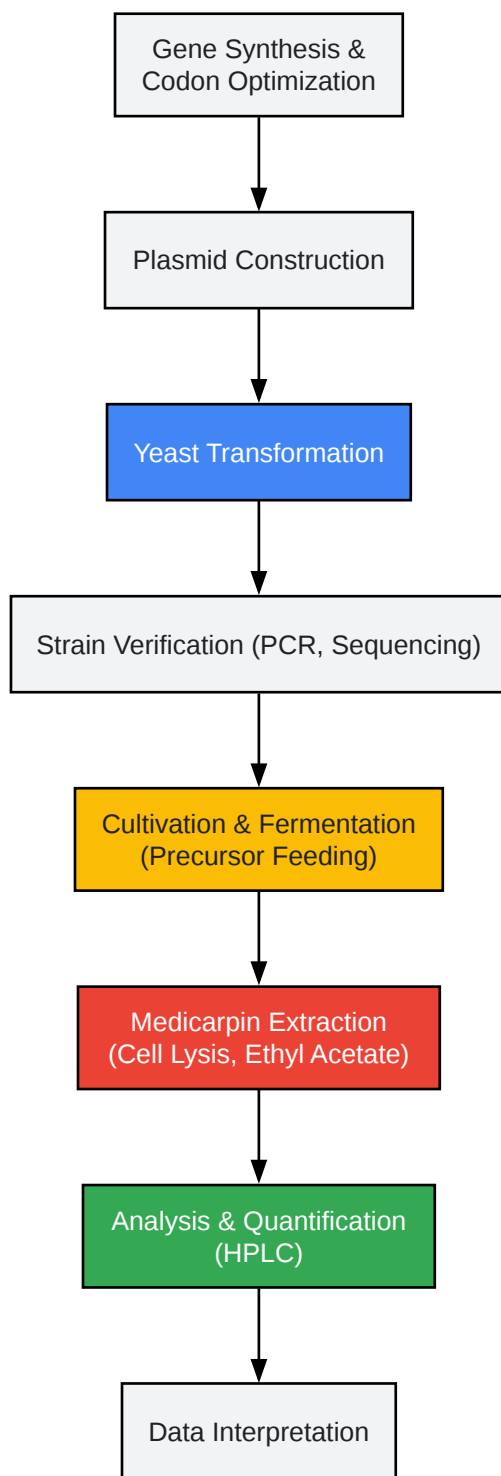 Gene Synthesis &
Codon Optimization
Plasmid Construction
Yeast Transformation
Strain Verification (PCR, Sequencing)
Cultivation & Fermentation
(Precursor Feeding)
Medicarpin Extraction
(Cell Lysis, Ethyl Acetate)
Analysis & Quantification
(HPLC)
Data Interpretation